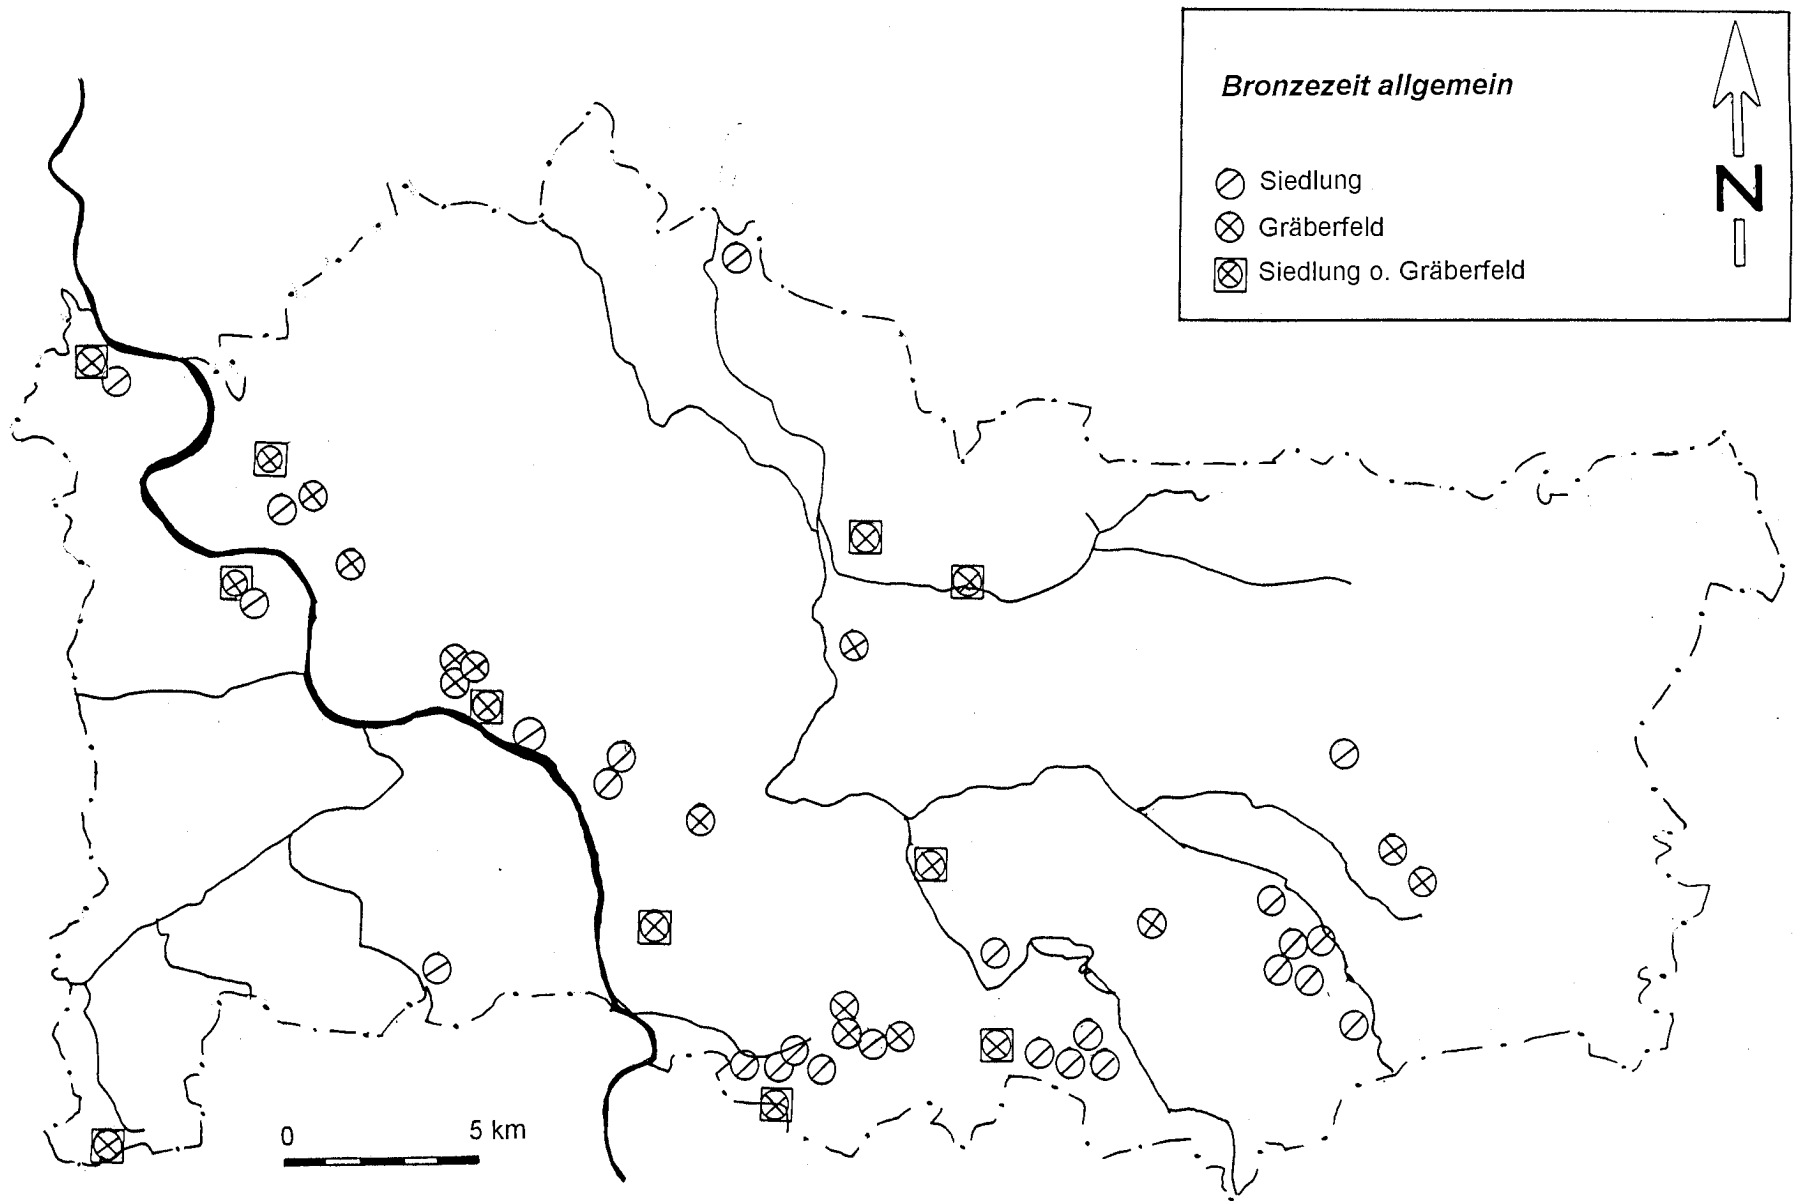 Bronzezeit allgemein
Siedlung
Gräberfeld
Siedlung o. Gräberfeld
N
0
5 km